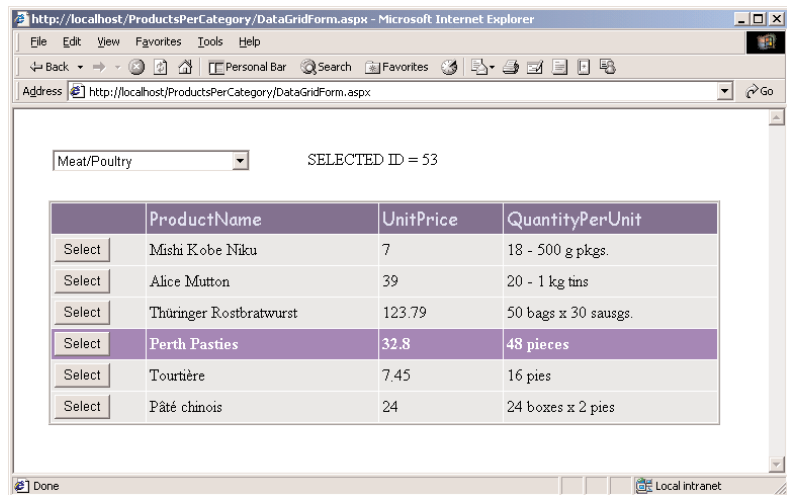 http://localhost/ProductsPerCategory/DataGridForm.aspx - Microsoft Internet Explorer
File Edit View Favorites Tools Help
Back Personal Bar Search Favorites
Address http://localhost/ProductsPerCategory/DataGridForm.aspx Go
Meat/Poultry SELECTED ID = 53
ProductName UnitPrice QuantityPerUnit
Select Mishi Kobe Niku 7 18 - 500 g pkgs.
Select Alice Mutton 39 20 - 1 kg tins
Select Thüringer Rostbratwurst 123.79 50 bags x 30 sausgs.
Select Perth Pasties 32.8 48 pieces
Select Tourtière 7.45 16 pies
Select Pâté chinois 24 24 boxes x 2 pies
Done Local intranet